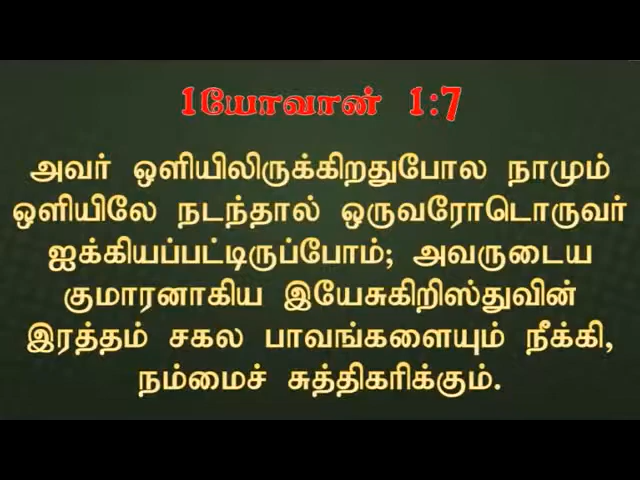 1யோவான் 1:7
அவர் ஒளியிலிருக்கிறதுபோல நாமும்
ஒளியிலே நடந்தால் ஒருவரோடொருவர்
ஐக்கியப்பட்டிருப்போம்; அவருடைய
குமாரனாகிய இயேசுகிறிஸ்துவின்
இரத்தம் சகல பாவங்களையும் நீக்கி,
நம்மைச் சுத்திகரிக்கும்.